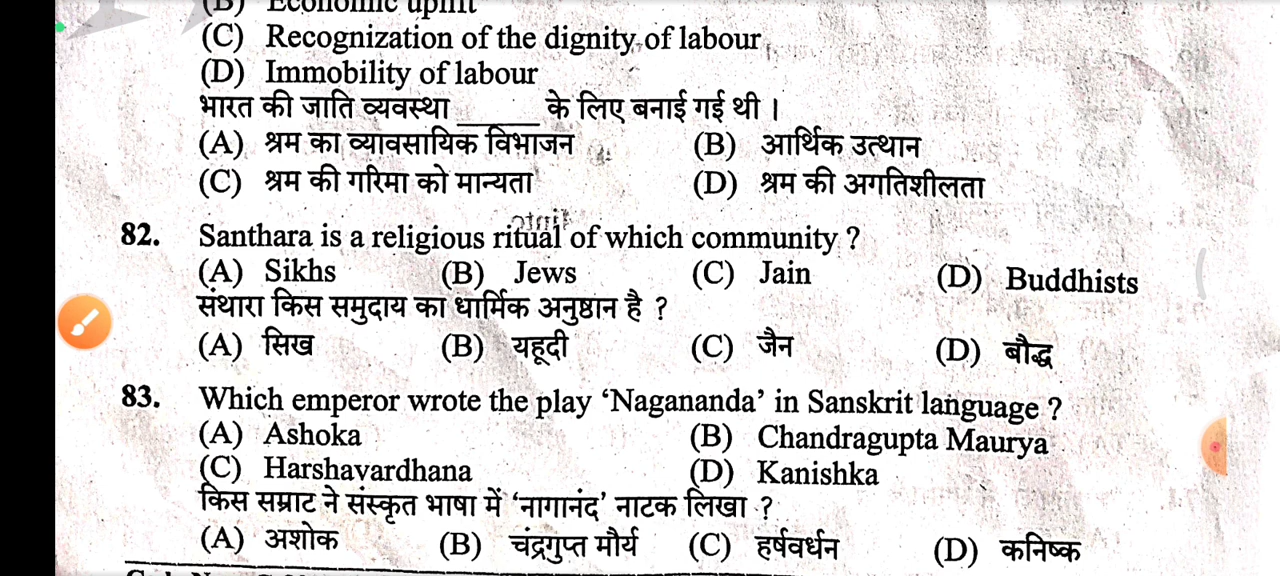 (B) Economic uplift
(C) Recognization of the dignity of labour
(D) Immobility of labour
भारत की जाति व्यवस्था ______ के लिए बनाई गई थी ।
(A) श्रम का व्यावसायिक विभाजन (B) आर्थिक उत्थान
(C) श्रम की गरिमा को मान्यता (D) श्रम की अगतिशीलता
82. Santhara is a religious ritual of which community ?
(A) Sikhs (B) Jews (C) Jain (D) Buddhists
संथारा किस समुदाय का धार्मिक अनुष्ठान है ?
(A) सिख (B) यहूदी (C) जैन (D) बौद्ध
83. Which emperor wrote the play ‘Nagananda’ in Sanskrit language ?
(A) Ashoka (B) Chandragupta Maurya
(C) Harshavardhana (D) Kanishka
किस सम्राट ने संस्कृत भाषा में ‘नागानंद’ नाटक लिखा ?
(A) अशोक (B) चंद्रगुप्त मौर्य (C) हर्षवर्धन (D) कनिष्क